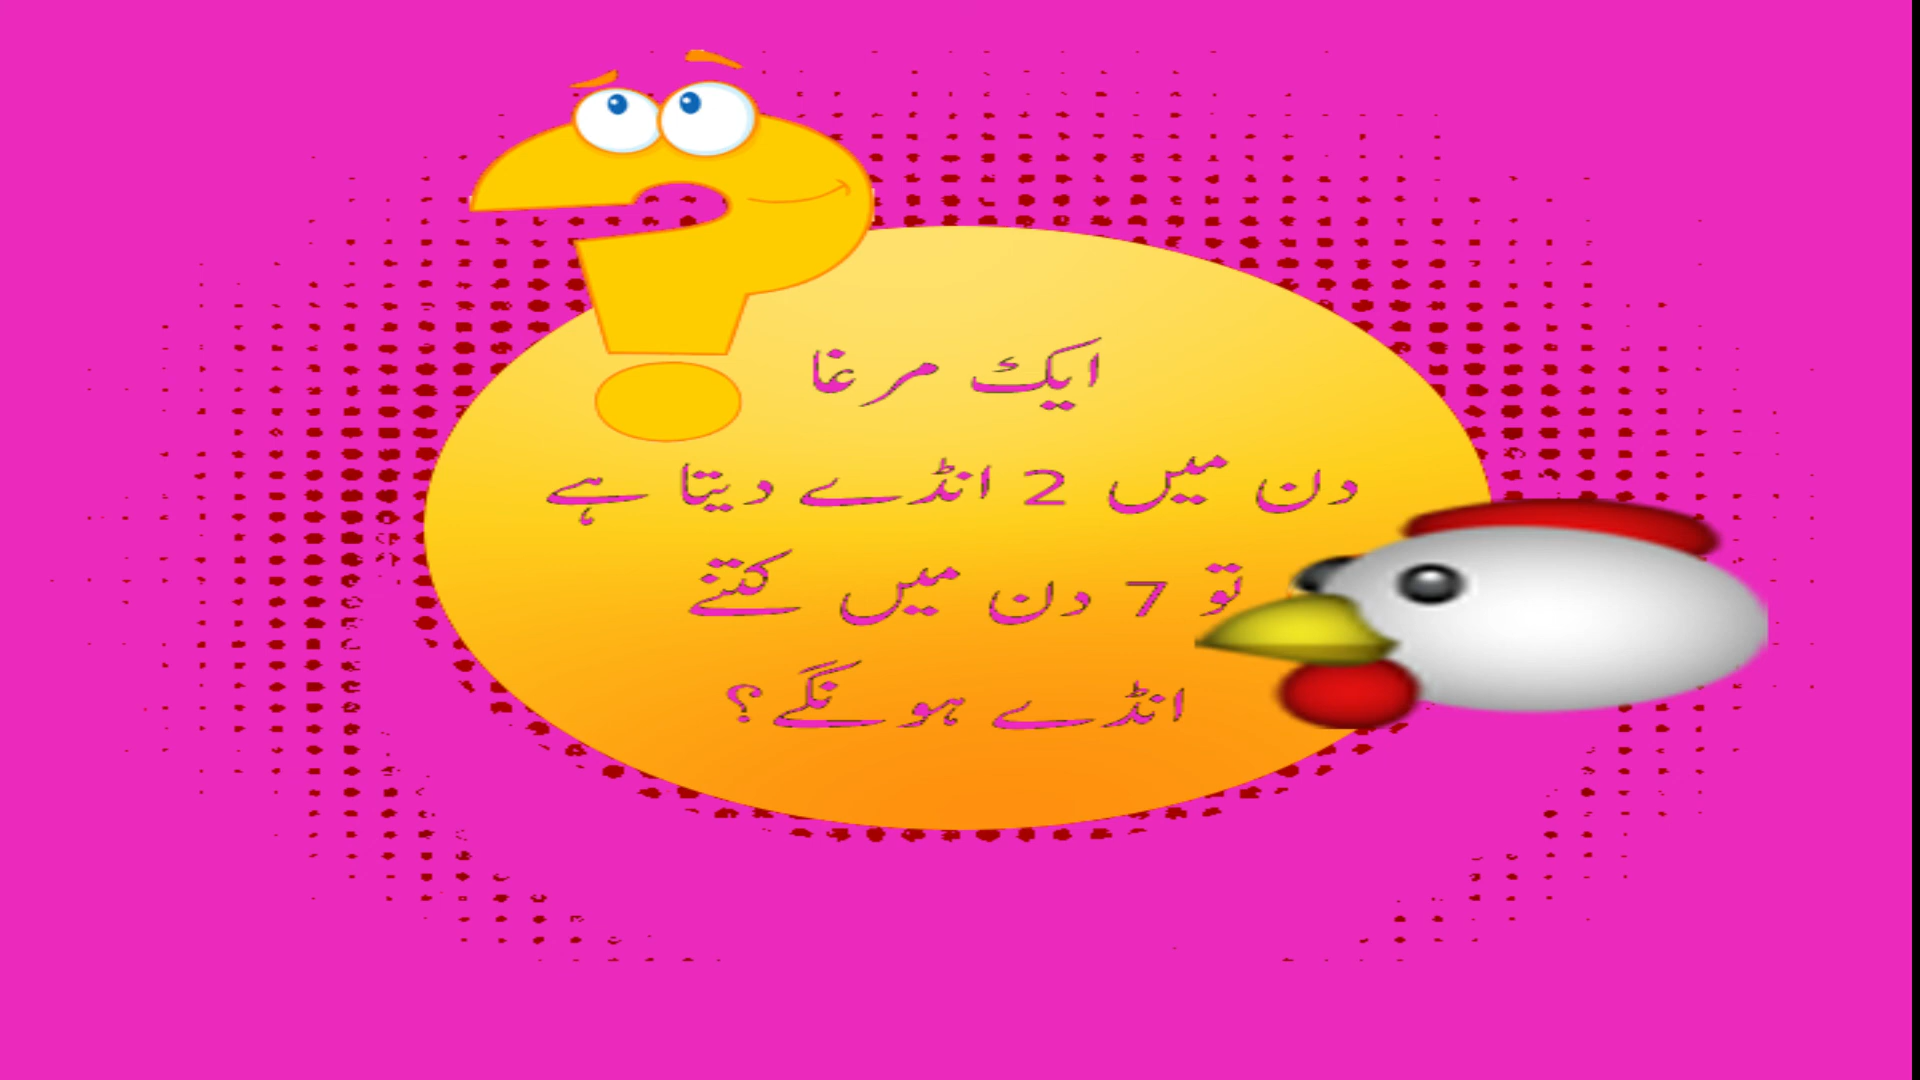 ایک مرغا
دن میں 2 انڈے دیتا ہے
تو 7 دن میں کتنے
انڈے ہونگے؟